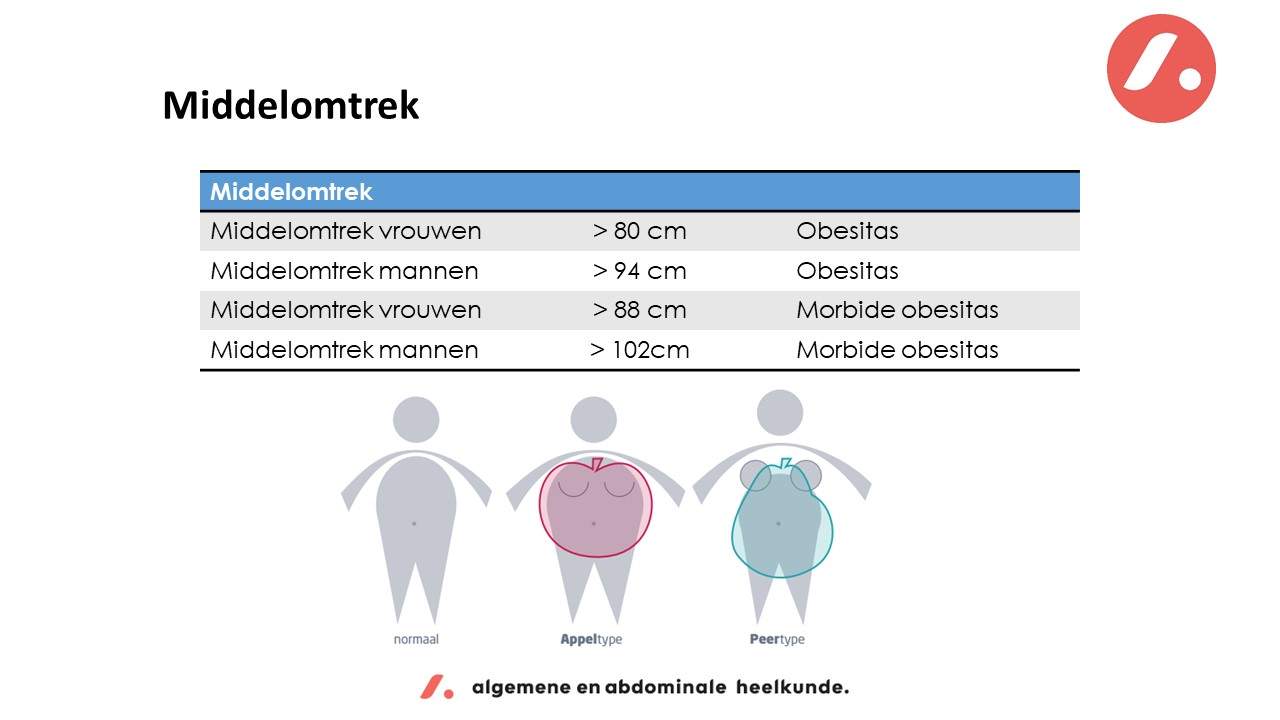 Middelomtrek
Middelomtrek
Middelomtrek vrouwen > 80 cm Obesitas
Middelomtrek mannen > 94 cm Obesitas
Middelomtrek vrouwen > 88 cm Morbide obesitas
Middelomtrek mannen > 102cm Morbide obesitas
normaal Appeltype Peertype
algemene en abdominale heelkunde.